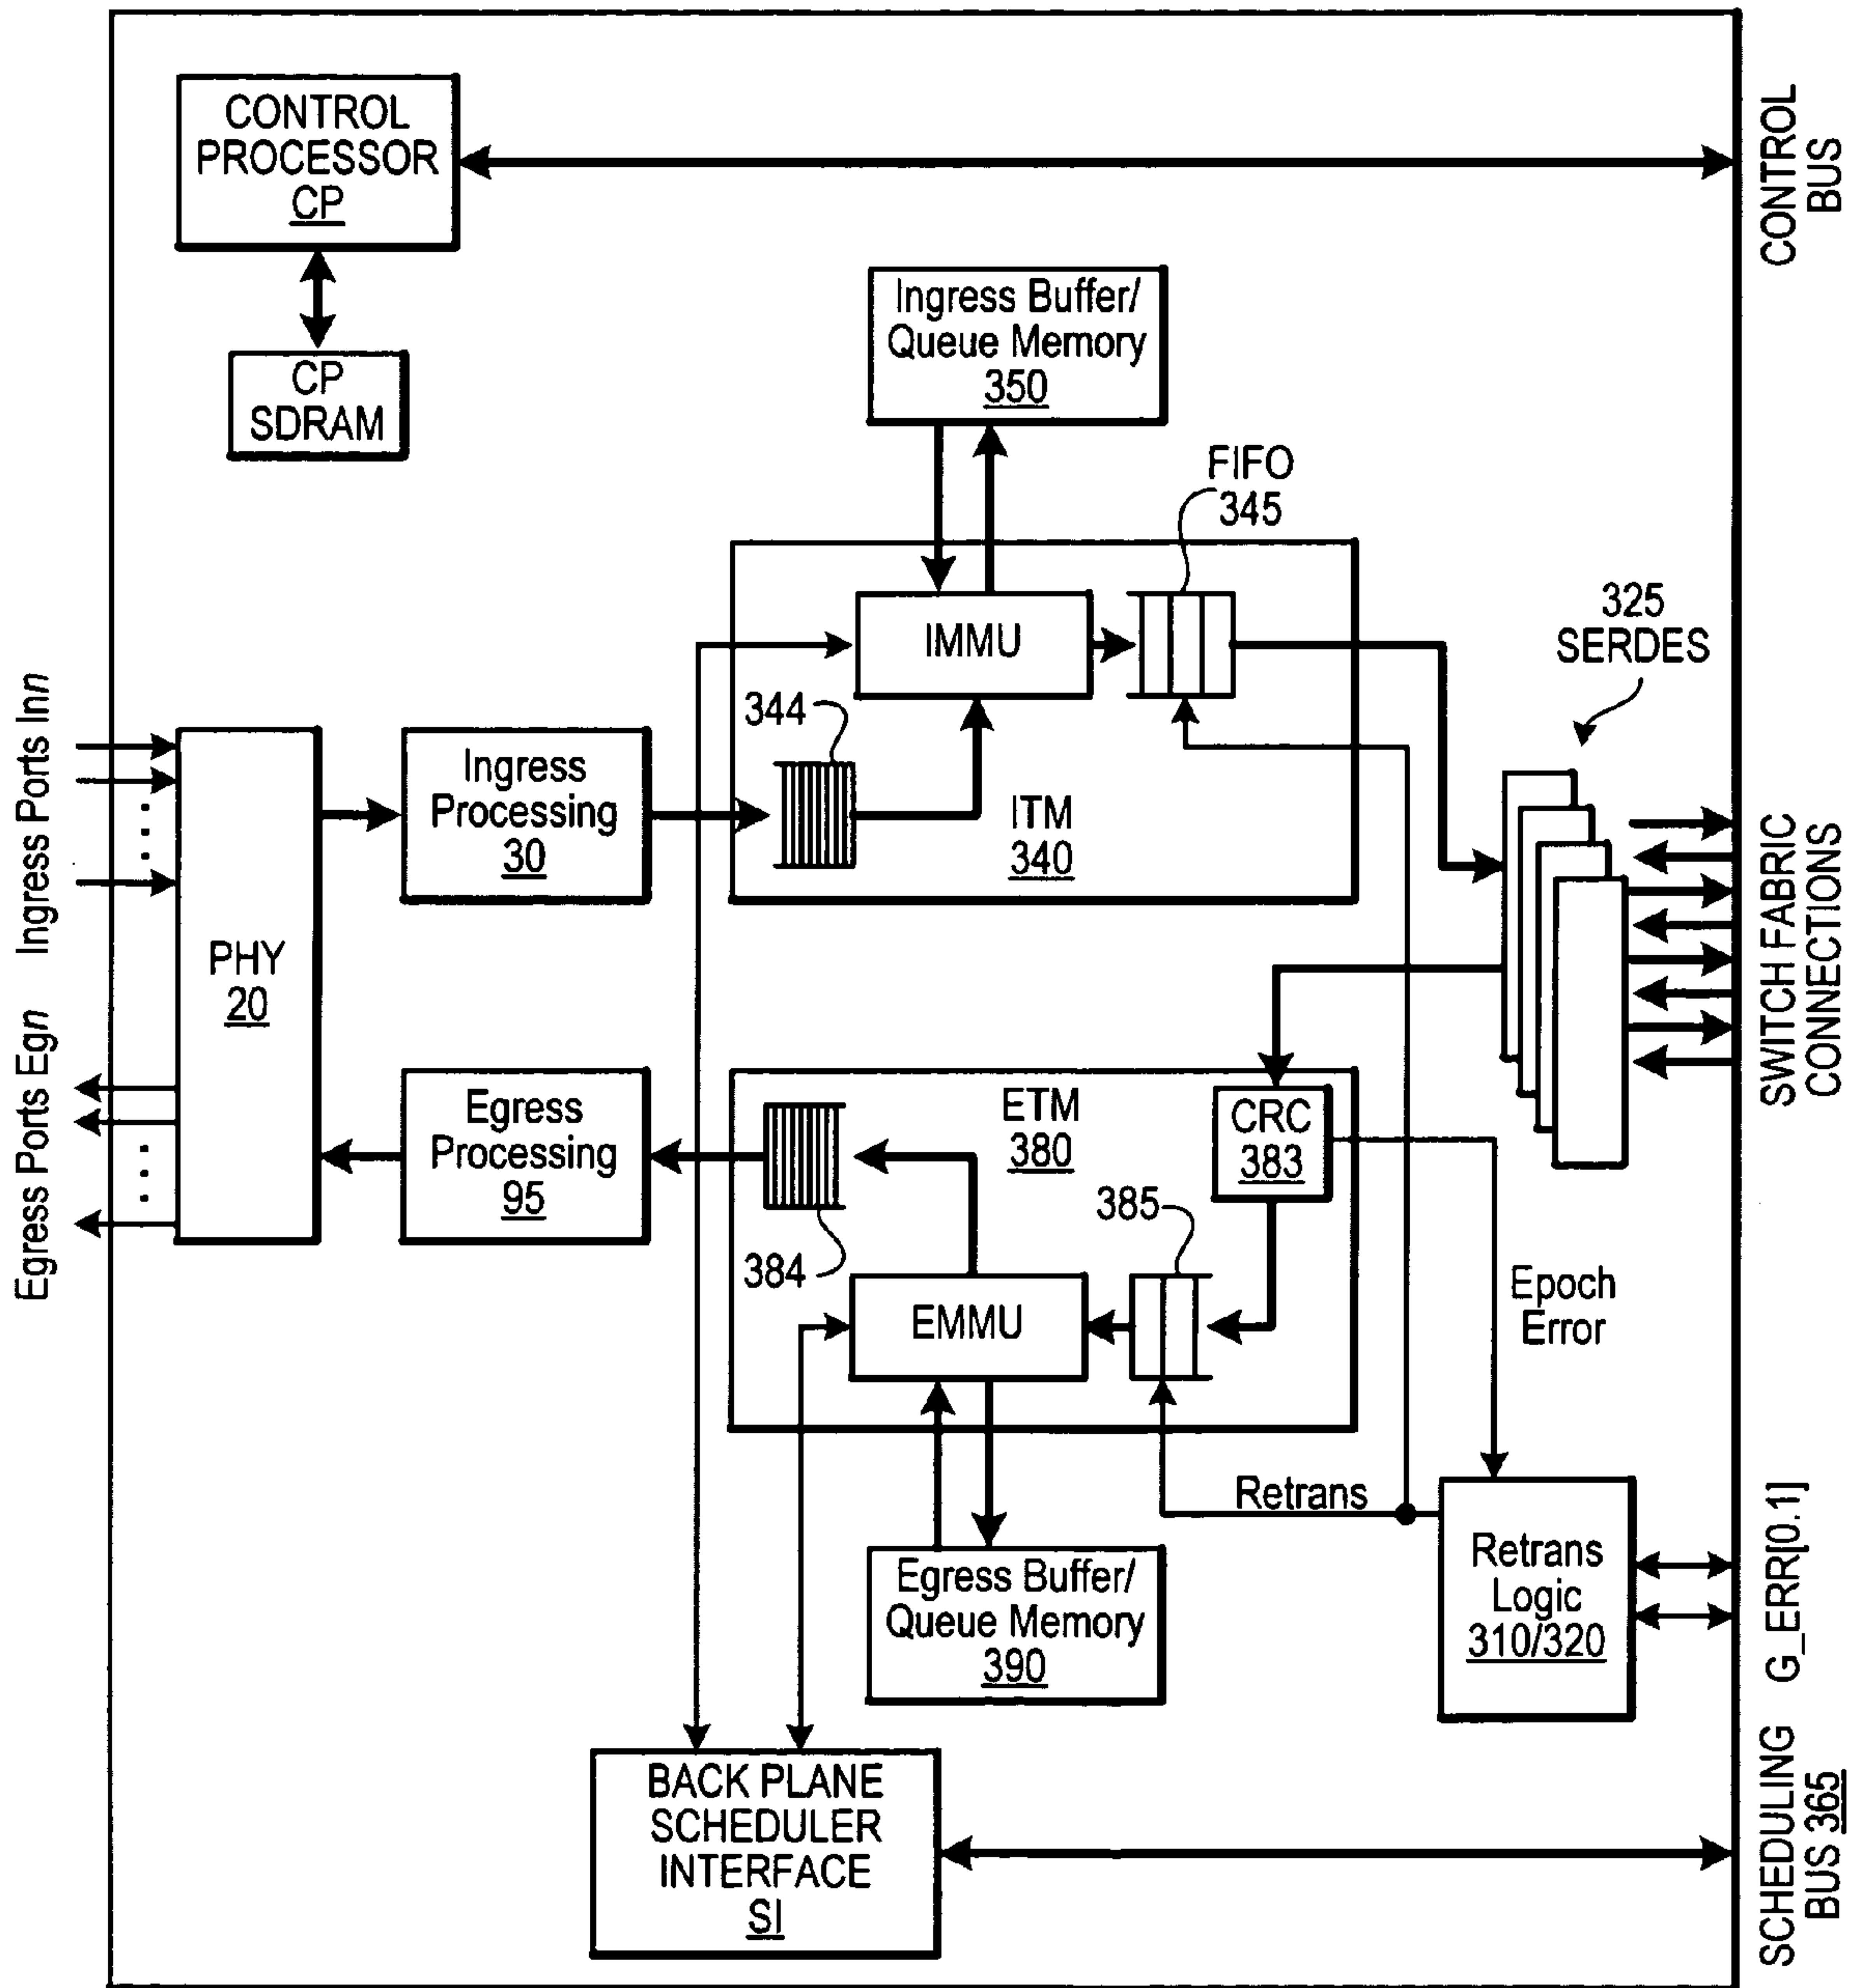 CONTROL
PROCESSOR
CP
CP
SDRAM
CONTROL
BUS
Ingress Buffer/
Queue Memory
350
FIFO
345
IMMU
344
ITM
340
325
SERDES
Ingress Ports Inn
PHY
20
Ingress
Processing
30
SWITCH FABRIC
CONNECTIONS
Egress Ports Egn
Egress
Processing
95
ETM
380
CRC
383
384
385
EMMU
Epoch
Error
Retrans
Egress Buffer/
Queue Memory
390
Retrans
Logic
310/320
G_ERR[0.1]
BACK PLANE
SCHEDULER
INTERFACE
SI
SCHEDULING
BUS 365